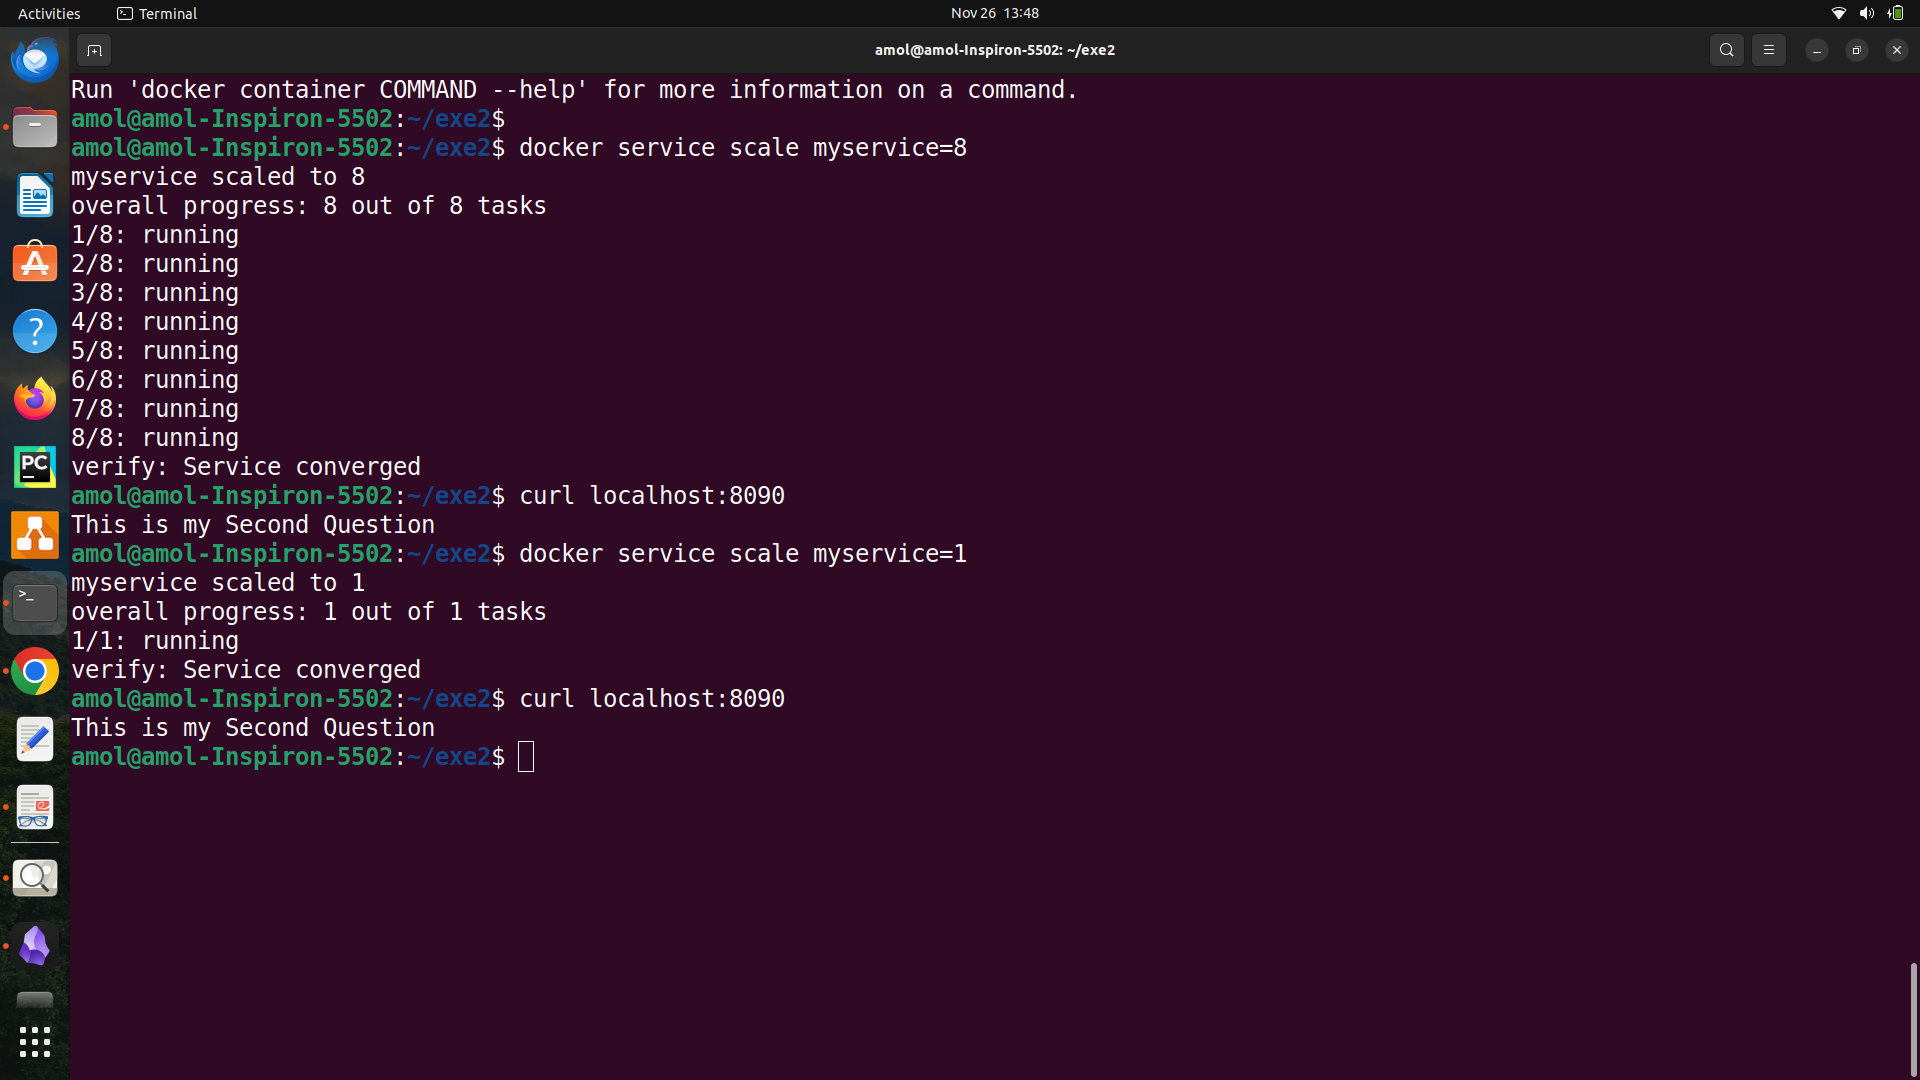 Activities
Terminal
Nov 26 13:48
amol@amol-Inspiron-5502: ~/exe2
Run 'docker container COMMAND --help' for more information on a command.
amol@amol-Inspiron-5502:~/exe2$
amol@amol-Inspiron-5502:~/exe2$ docker service scale myservice=8
myservice scaled to 8
overall progress: 8 out of 8 tasks
1/8: running
2/8: running
3/8: running
4/8: running
5/8: running
6/8: running
7/8: running
8/8: running
verify: Service converged
amol@amol-Inspiron-5502:~/exe2$ curl localhost:8090
This is my Second Question
amol@amol-Inspiron-5502:~/exe2$ docker service scale myservice=1
myservice scaled to 1
overall progress: 1 out of 1 tasks
1/1: running
verify: Service converged
amol@amol-Inspiron-5502:~/exe2$ curl localhost:8090
This is my Second Question
amol@amol-Inspiron-5502:~/exe2$
PC